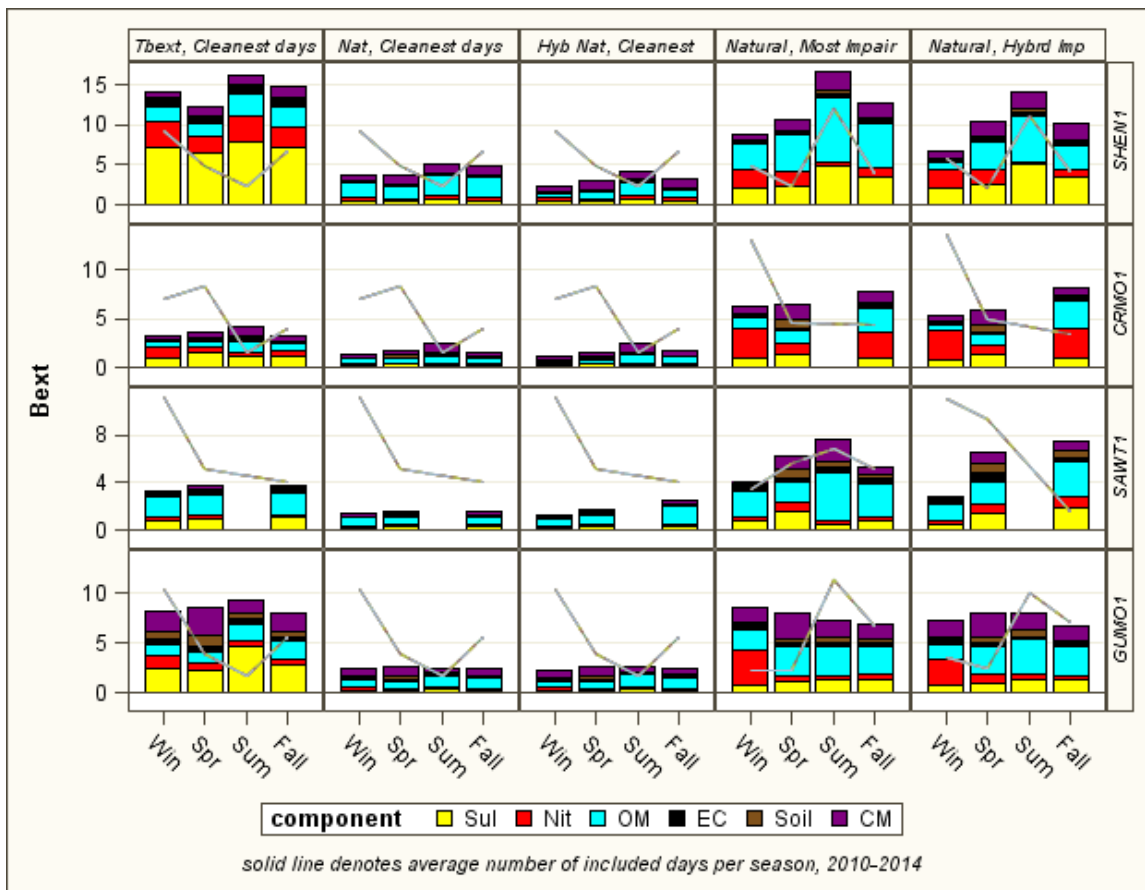 Tbext, Cleanest days Nat, Cleanest days Hyb Nat, Cleanest Natural, Most Impair Natural, Hybrd Imp
15
10
5
0
SHEN1
10
5
0
CRIMO1
8
4
0
SAWT1
10
5
0
GUMO1
Bext
Win Spr Sum Fall Win Spr Sum Fall Win Spr Sum Fall Win Spr Sum Fall Win Spr Sum Fall
component Sul Nit OM EC Soil CM
solid line denotes average number of included days per season, 2010–2014